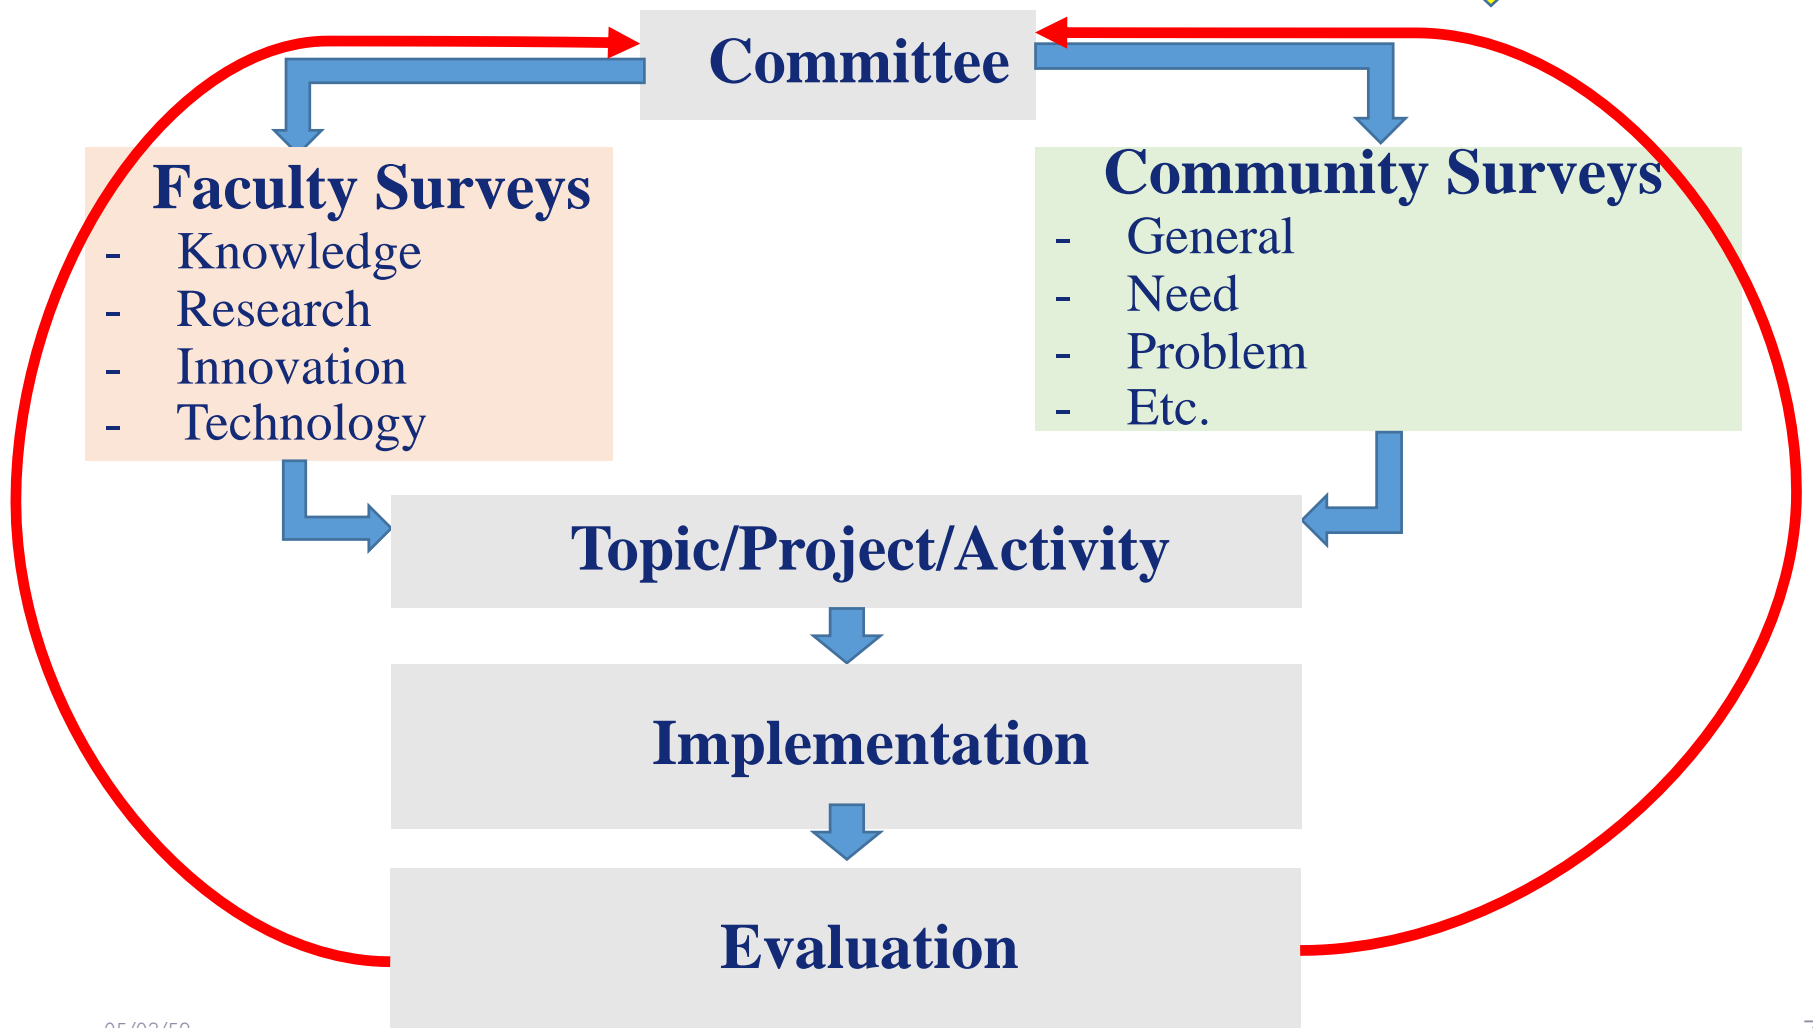 Committee
Faculty Surveys
- Knowledge
- Research
- Innovation
- Technology
Community Surveys
- General
- Need
- Problem
- Etc.
Topic/Project/Activity
Implementation
Evaluation